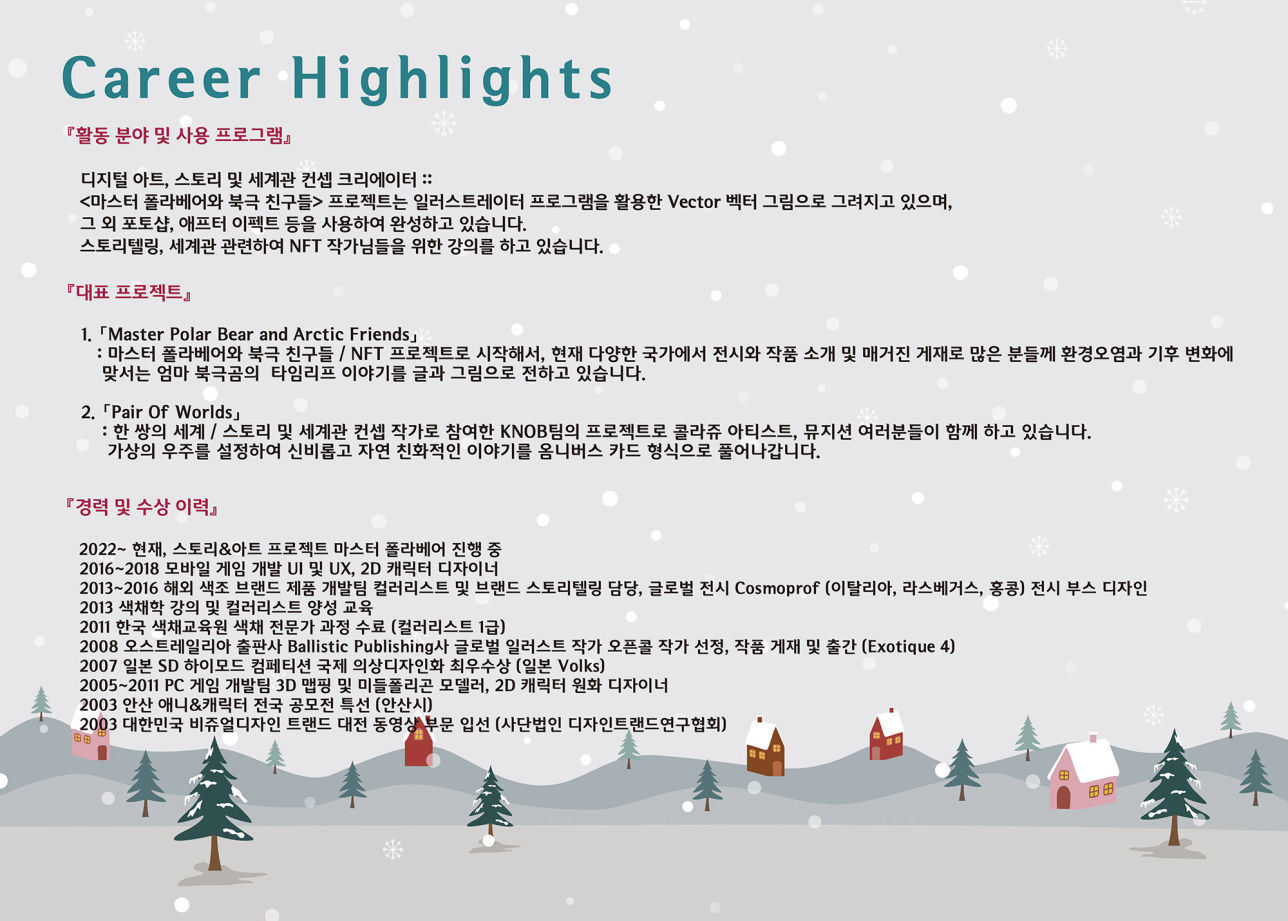 Career Highlights
『활동 분야 및 사용 프로그램』
디지털 아트, 스토리 및 세계관 컨셉 크리에이터 ::
<마스터 폴라베어와 북극 친구들> 프로젝트는 일러스트레이터 프로그램을 활용한 Vector 벡터 그림으로 그려지고 있으며,
그 외 포토샵, 애프터 이펙트 등을 사용하여 완성하고 있습니다.
스토리텔링, 세계관 관련하여 NFT 작가님들을 위한 강의를 하고 있습니다.
『대표 프로젝트』
1. 「Master Polar Bear and Arctic Friends」
: 마스터 폴라베어와 북극 친구들 / NFT 프로젝트로 시작해서, 현재 다양한 국가에서 전시와 작품 소개 및 매거진 게재로 많은 분들께 환경오염과 기후 변화에
맞서는 엄마 북극곰의 타임리프 이야기를 글과 그림으로 전하고 있습니다.
2. 「Pair Of Worlds」
: 한 쌍의 세계 / 스토리 및 세계관 컨셉 작가로 참여한 KNOB팀의 프로젝트로 콜라쥬 아티스트, 뮤지션 여러분들이 함께 하고 있습니다.
가상의 우주를 설정하여 신비롭고 자연 친화적인 이야기를 옴니버스 카드 형식으로 풀어나갑니다.
『경력 및 수상 이력』
2022~ 현재, 스토리&아트 프로젝트 마스터 폴라베어 진행 중
2016~2018 모바일 게임 개발 UI 및 UX, 2D 캐릭터 디자이너
2013~2016 해외 색조 브랜드 제품 개발팀 컬러리스트 및 브랜드 스토리텔링 담당, 글로벌 전시 Cosmoprof (이탈리아, 라스베거스, 홍콩) 전시 부스 디자인
2013 색채학 강의 및 컬러리스트 양성 교육
2011 한국 색채교육원 색채 전문가 과정 수료 (컬러리스트 1급)
2008 오스트레일리아 출판사 Ballistic Publishing사 글로벌 일러스트 작가 오픈콜 작가 선정, 작품 게재 및 출간 (Exotique 4)
2007 일본 SD 하이모드 컴페티션 국제 의상디자인화 최우수상 (일본 Volks)
2005~2011 PC 게임 개발팀 3D 맵핑 및 미들폴리곤 모델러, 2D 캐릭터 원화 디자이너
2003 안산 애니&캐릭터 전국 공모전 특선 (안산시)
2003 대한민국 비쥬얼디자인 트랜드 대전 동영상 부문 입선 (사단법인 디자인트랜드연구협회)